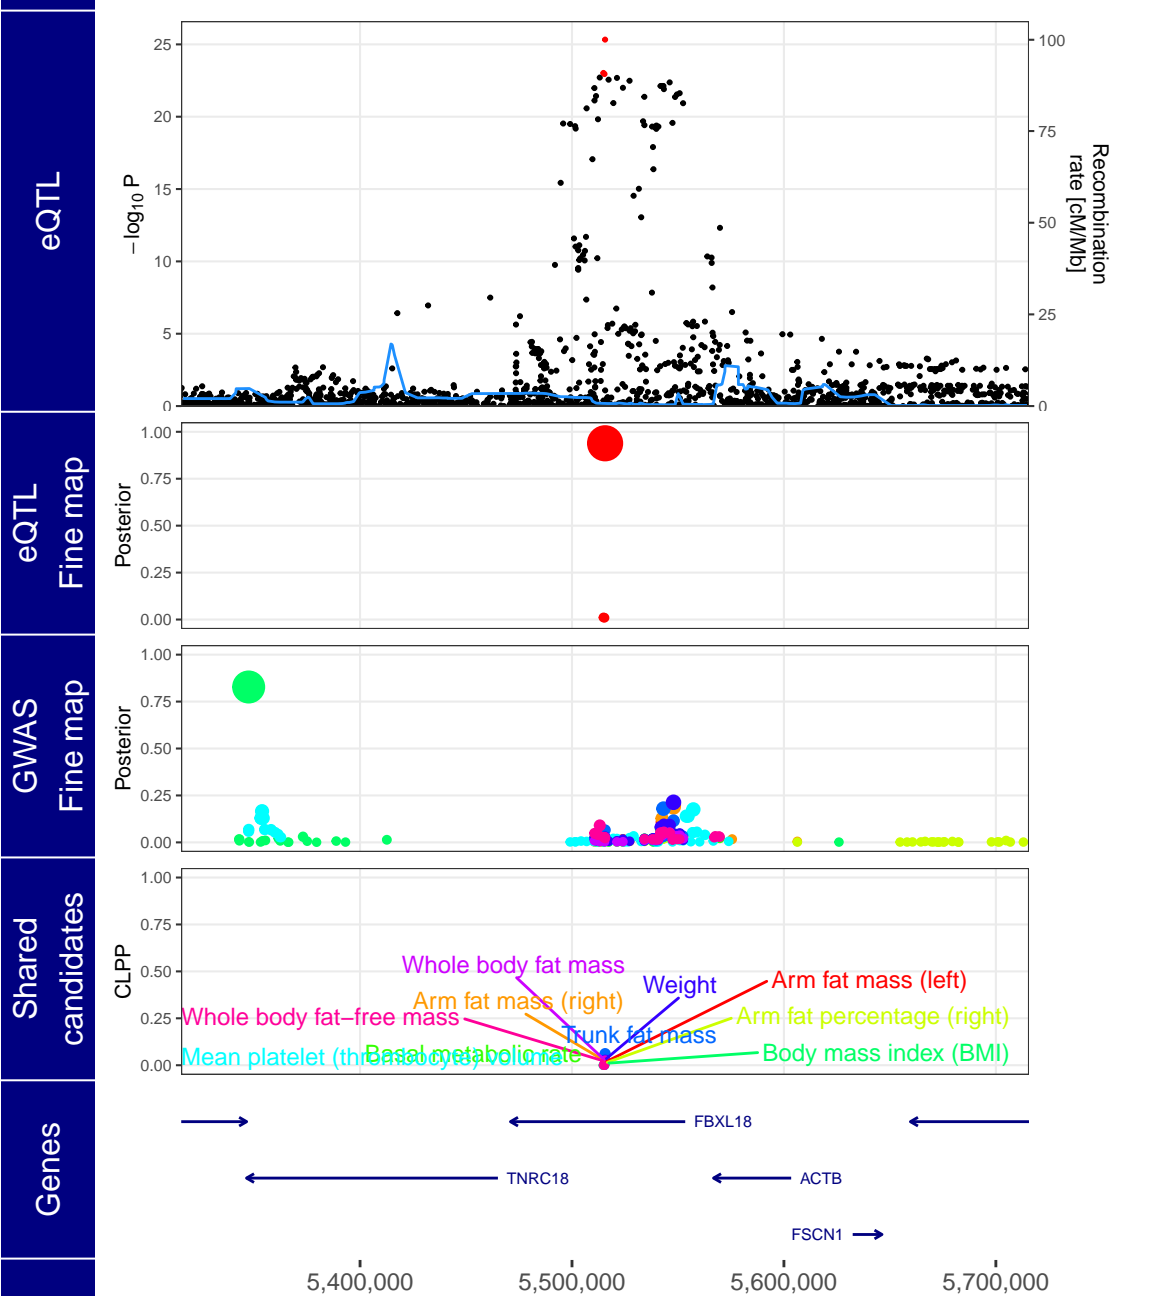 eQTL
25
20
15
10
5
0
−log10 P
100
75
50
25
0
Recombination
rate [cM/Mb]
eQTL
Fine map
Posterior
1.00
0.75
0.50
0.25
0.00
GWAS
Fine map
Posterior
1.00
0.75
0.50
0.25
0.00
Shared
candidates
CLPP
1.00
0.75
0.50
0.25
0.00
Whole body fat mass
Weight
Arm fat mass (left)
Arm fat mass (right)
Whole body fat−free mass
Arm fat percentage (right)
Trunk fat mass
Basal metabolic rate
Mean platelet (thrombocyte) volume
Body mass index (BMI)
Genes
FBXL18
TNRC18
ACTB
FSCN1
5,400,000
5,500,000
5,600,000
5,700,000